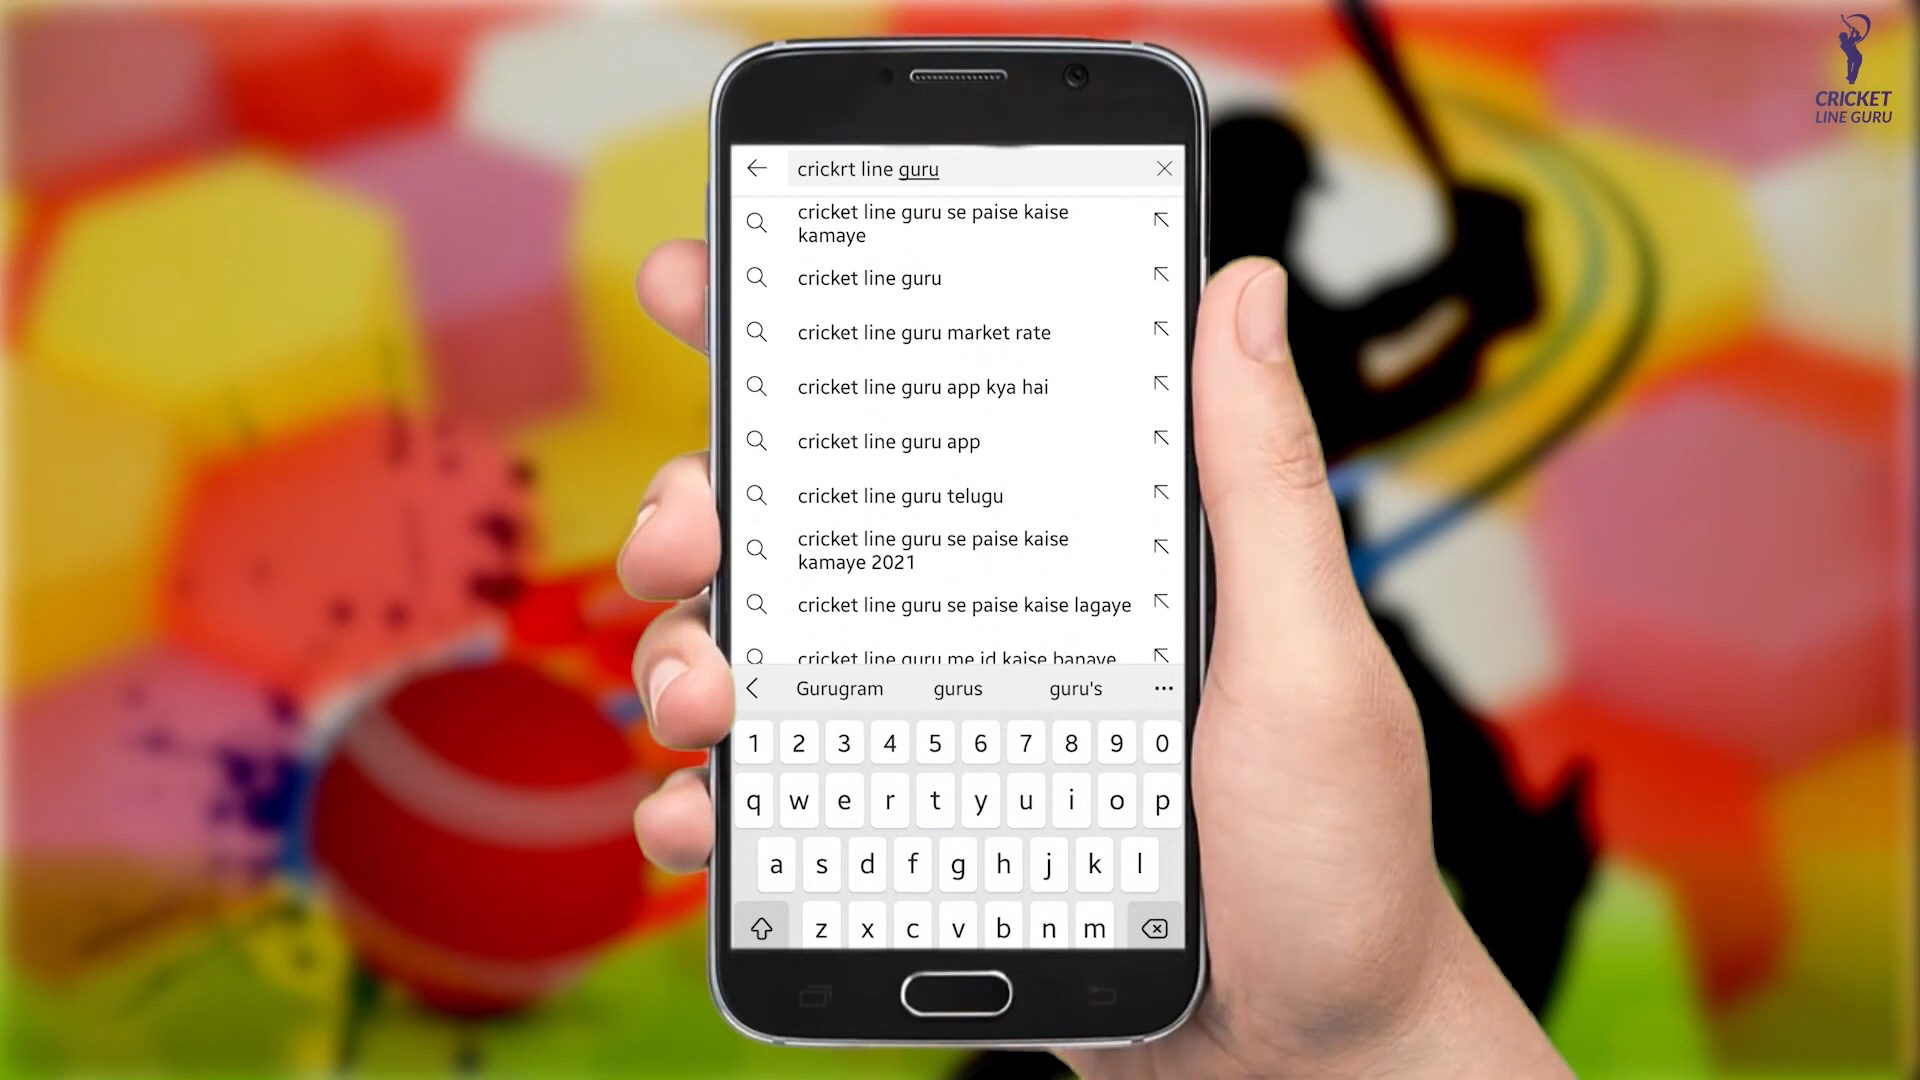 CRICKET
LINE GURU
crickrt line guru
cricket line guru se paise kaise
kamaye
cricket line guru
cricket line guru market rate
cricket line guru app kya hai
cricket line guru app
cricket line guru telugu
cricket line guru se paise kaise
kamaye 2021
cricket line guru se paise kaise lagaye
cricket line guru me id kaise banaye
Gurugram gurus guru's
1 2 3 4 5 6 7 8 9 0
q w e r t y u i o p
a s d f g h j k l
z x c v b n m